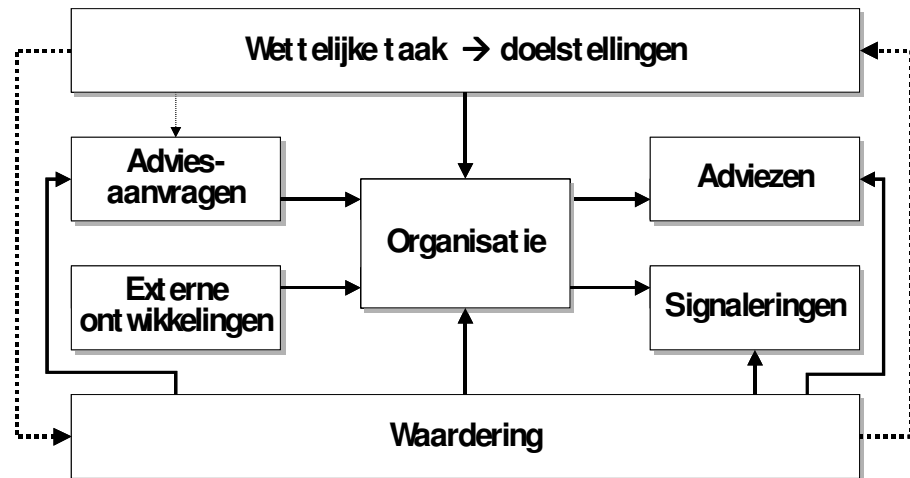 Wettelijke taak → doelstellingen
Advies-
aanvragen
Adviezen
Organisatie
Externe
ontwikkelingen
Signaleringen
Waardering